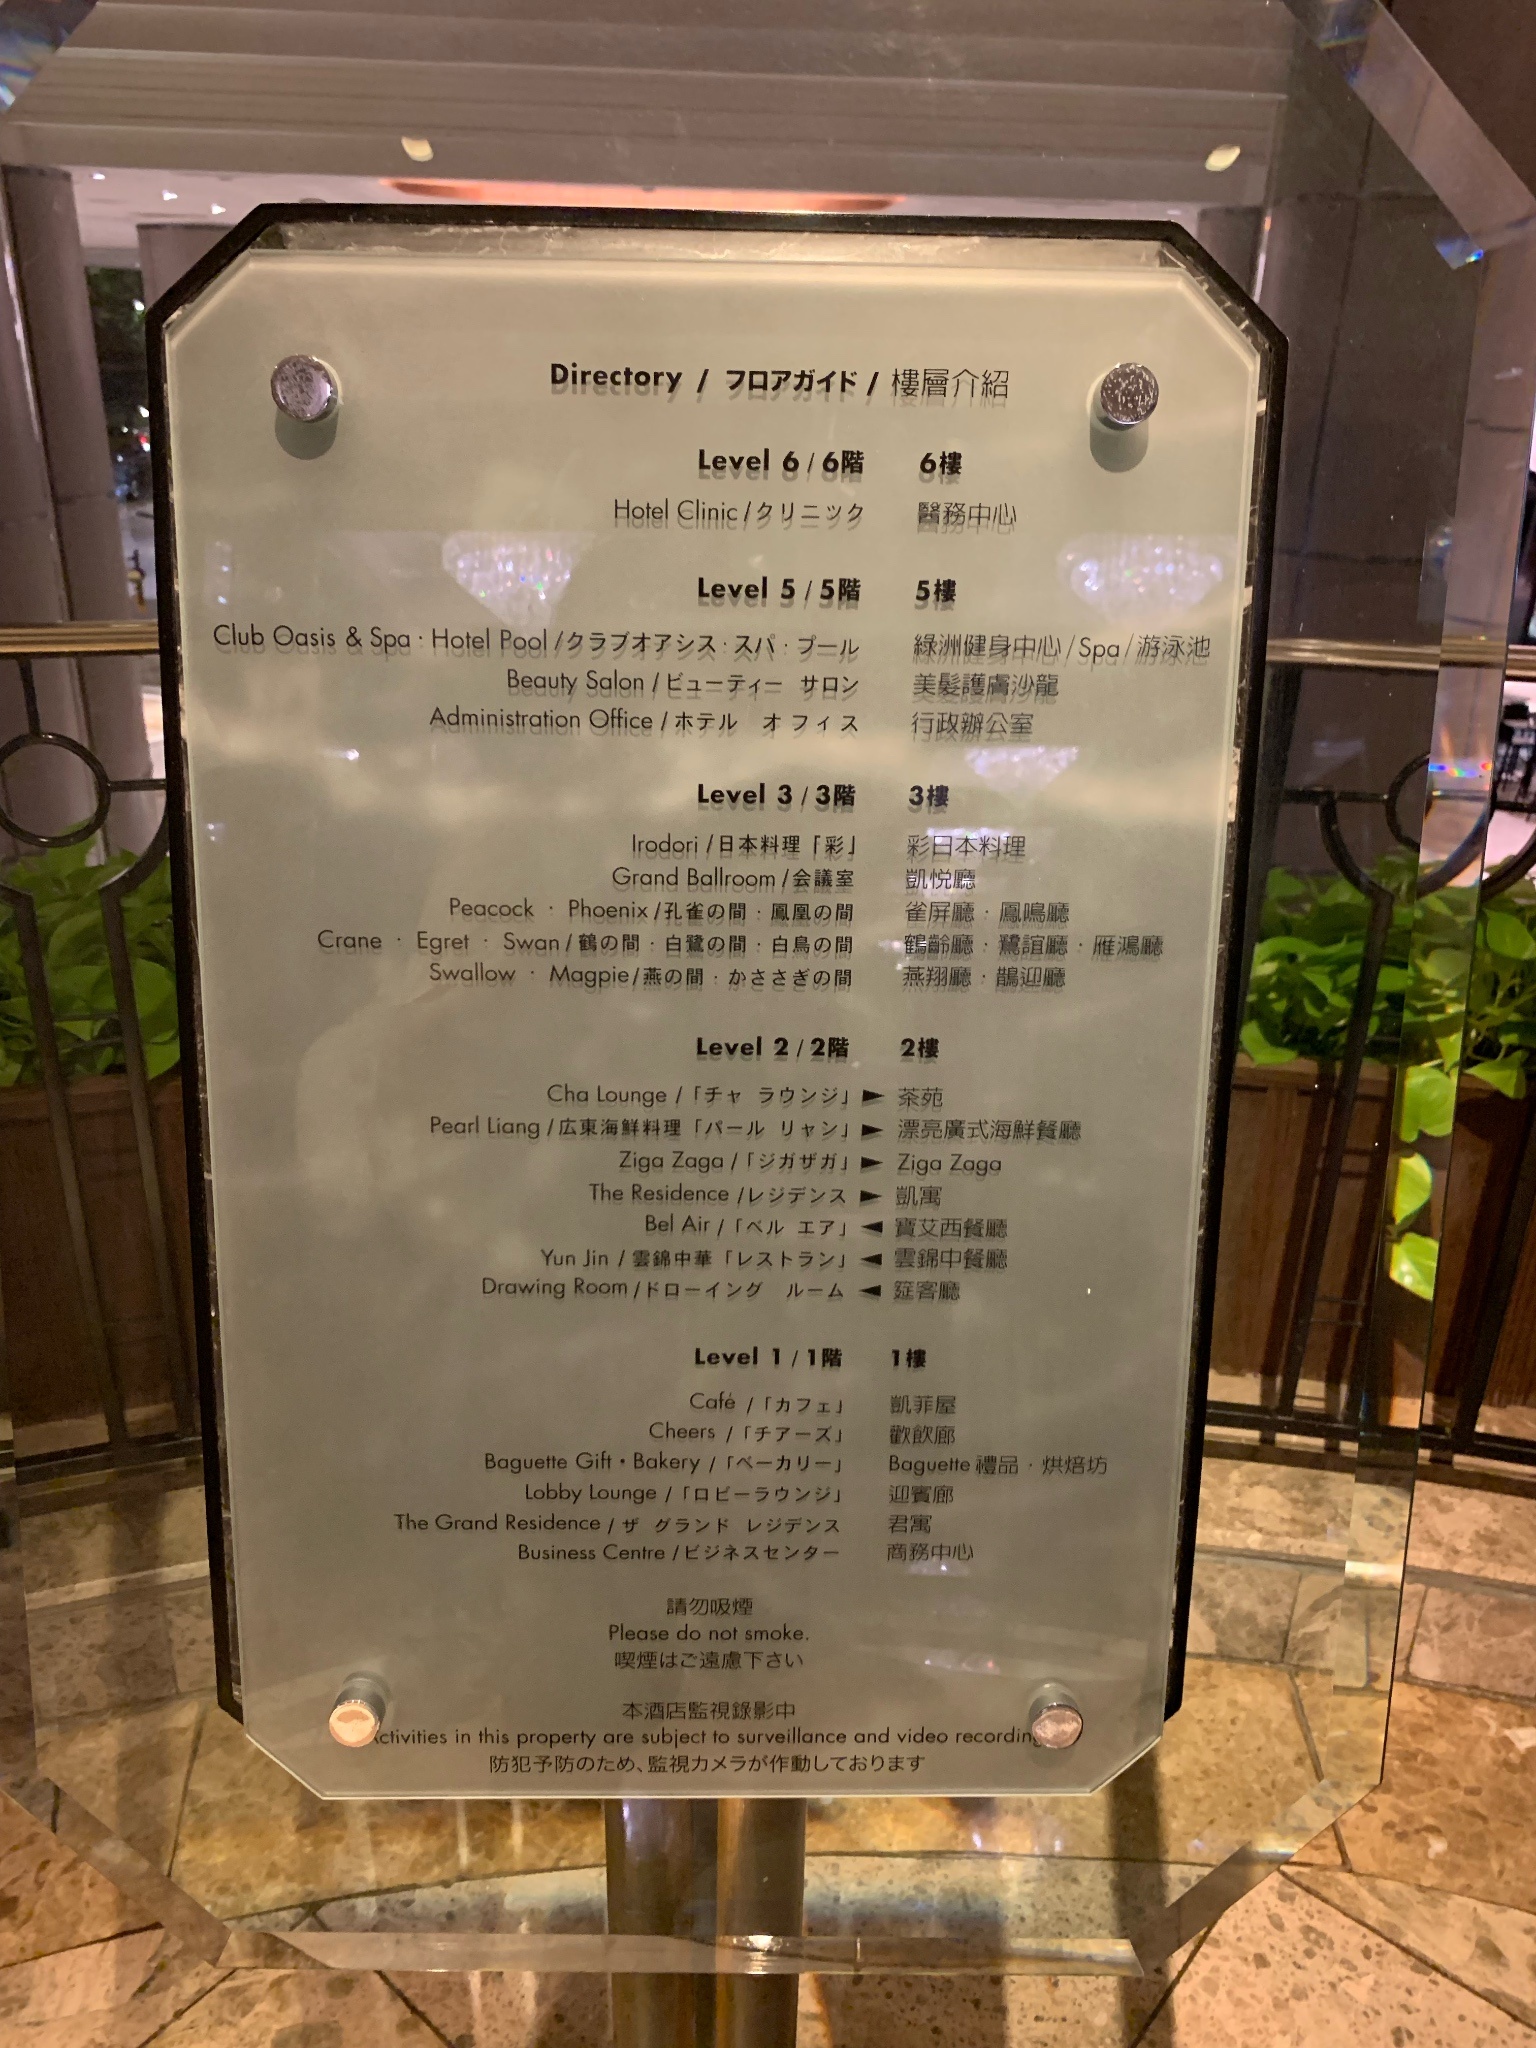 Directory / フロアガイド / 樓層介紹
Level 6 / 6階 6樓
Hotel Clinic / クリニック 醫務中心
Level 5 / 5階 5樓
Club Oasis & Spa · Hotel Pool / クラブオアシス · スパ · プール 綠洲健身中心 / Spa / 游泳池
Beauty Salon / ビューティー サロン 美髮護膚沙龍
Administration Office / ホテル オフィス 行政辦公室
Level 3 / 3階 3樓
Irodori / 日本料理「彩」 彩日本料理
Grand Ballroom / 会議室 凱悦廳
Peacock · Phoenix / 孔雀の間 · 鳳凰の間 雀屏廳 · 鳳鳴廳
Crane · Egret · Swan / 鶴の間 · 白鷺の間 · 白鳥の間 鶴齡廳 · 鷺誼廳 · 雁鴻廳
Swallow · Magpie / 燕の間 · かささぎの間 燕翔廳 · 鵲迎廳
Level 2 / 2階 2樓
Cha Lounge / 「チャ ラウンジ」 ► 茶苑
Pearl Liang / 広東海鮮料理「パール リャン」 ► 漂亮廣式海鮮餐廳
Ziga Zaga / 「ジガザガ」 ► Ziga Zaga
The Residence / レジデンス ► 凱寓
Bel Air / 「ベル エア」 ◄ 寶艾西餐廳
Yun Jin / 雲錦中華「レストラン」 ◄ 雲錦中餐廳
Drawing Room / ドローイング ルーム ◄ 筵客廳
Level 1 / 1階 1樓
Café / 「カフェ」 凱菲屋
Cheers / 「チアーズ」 歡飲廊
Baguette Gift • Bakery / 「ベーカリー」 Baguette 禮品 · 烘焙坊
Lobby Lounge / 「ロビーラウンジ」 迎賓廊
The Grand Residence / ザ グランド レジデンス 君寓
Business Centre / ビジネスセンター 商務中心
請勿吸煙
Please do not smoke.
喫煙はご遠慮下さい
本酒店監視錄影中
Activities in this property are subject to surveillance and video recording
防犯予防のため、監視カメラが作動しております